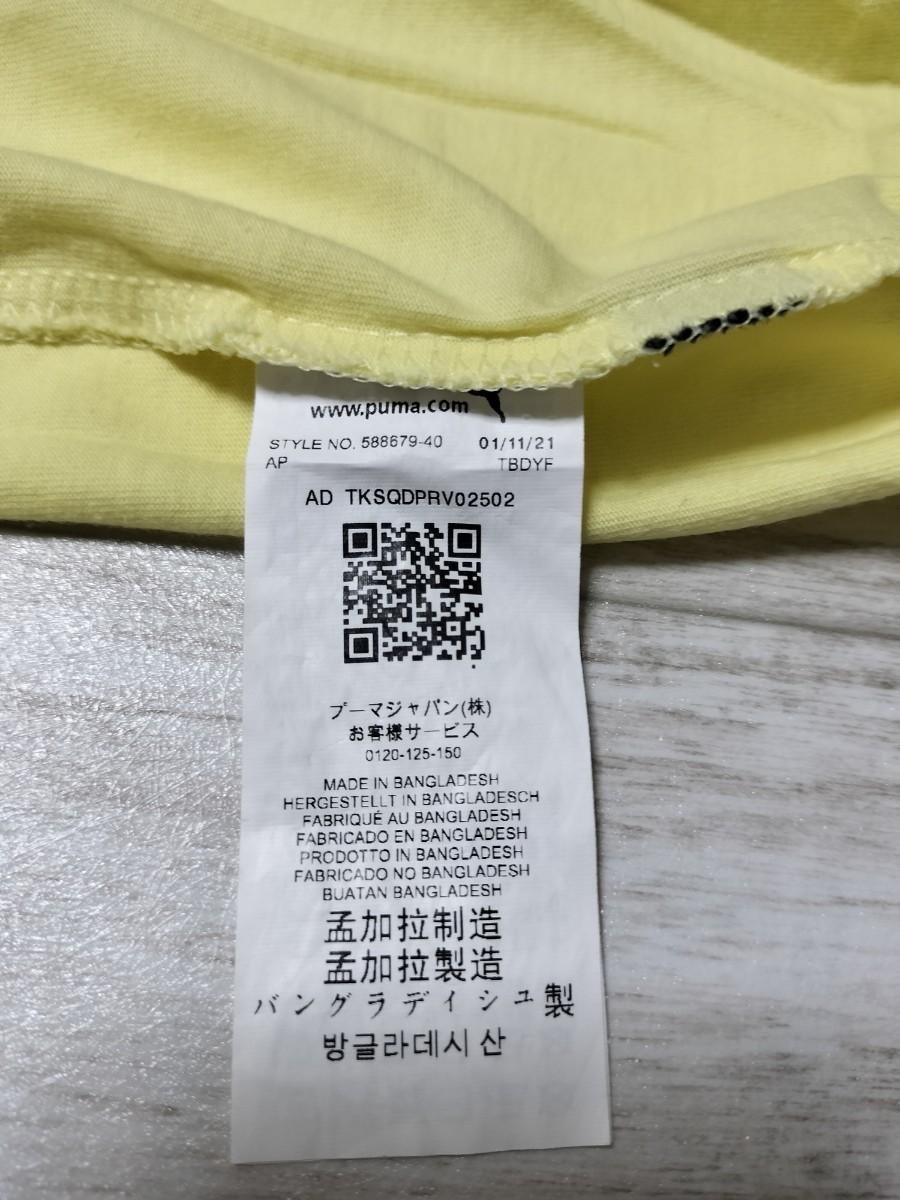 www.puma.com
STYLE NO. 588679-40 01/11/21
AP TBDYF
AD TKSQDPRV02502
プーマジャパン(株)
お客様サービス
0120-125-150
MADE IN BANGLADESH
HERGESTELLT IN BANGLADESCH
FABRIQUÉ AU BANGLADESH
FABRICADO EN BANGLADESH
PRODOTTO IN BANGLADESH
FABRICADO NO BANGLADESH
BUATAN BANGLADESH
孟加拉制造
孟加拉製造
バングラデイシュ製
방글라데시 산